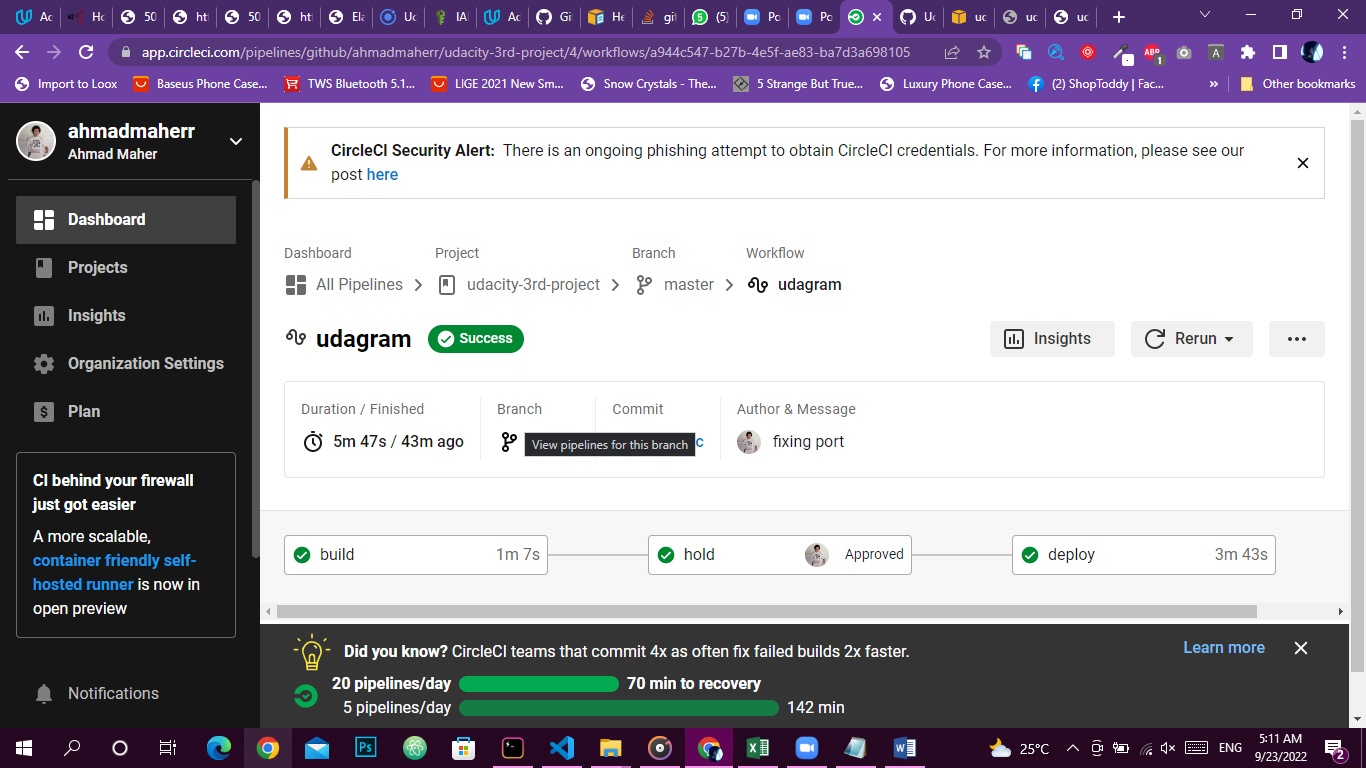 Ac
Ho
50
ht
50
ht
Ela
Uc
IA
Ac
Gi
He
git
(5)
Po
Po
Uc
uc
uc
uc
app.circleci.com/pipelines/github/ahmadmaherr/udacity-3rd-project/4/workflows/a944c547-b27b-4e5f-ae83-ba7d3a698105
Import to Loox
Baseus Phone Case...
TWS Bluetooth 5.1...
LIGE 2021 New Sm...
Snow Crystals - The...
5 Strange But True...
Luxury Phone Case...
(2) ShopToddy | Fac...
»
Other bookmarks
ahmadmaherr
Ahmad Maher
Dashboard
Projects
Insights
Organization Settings
Plan
CI behind your firewall
just got easier
A more scalable,
container friendly self-
hosted runner is now in
open preview
Notifications
CircleCI Security Alert: There is an ongoing phishing attempt to obtain CircleCI credentials. For more information, please see our
post here
Dashboard Project Branch Workflow
All Pipelines udacity-3rd-project master udagram
udagram Success Insights Rerun
Duration / Finished Branch Commit Author & Message
5m 47s / 43m ago c fixing port
View pipelines for this branch
build 1m 7s hold Approved deploy 3m 43s
Did you know? CircleCI teams that commit 4x as often fix failed builds 2x faster. Learn more
20 pipelines/day 70 min to recovery
5 pipelines/day 142 min
25°C ENG 5:11 AM
9/23/2022
2